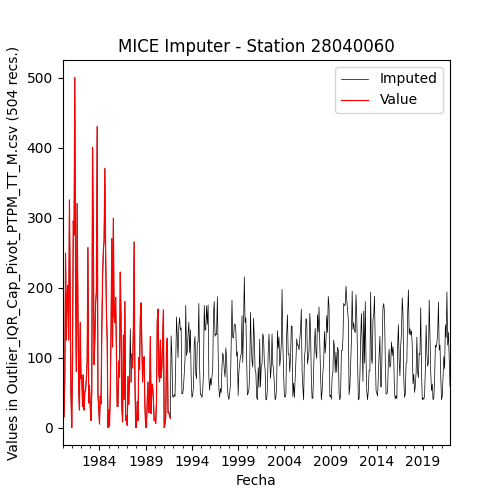 MICE Imputer - Station 28040060
Imputed
Value
Values in Outlier_IQR_Cap_Pivot_PTPM_TT_M.csv (504 recs.)
500
400
300
200
100
0
1984 1989 1994 1999 2004 2009 2014 2019
Fecha